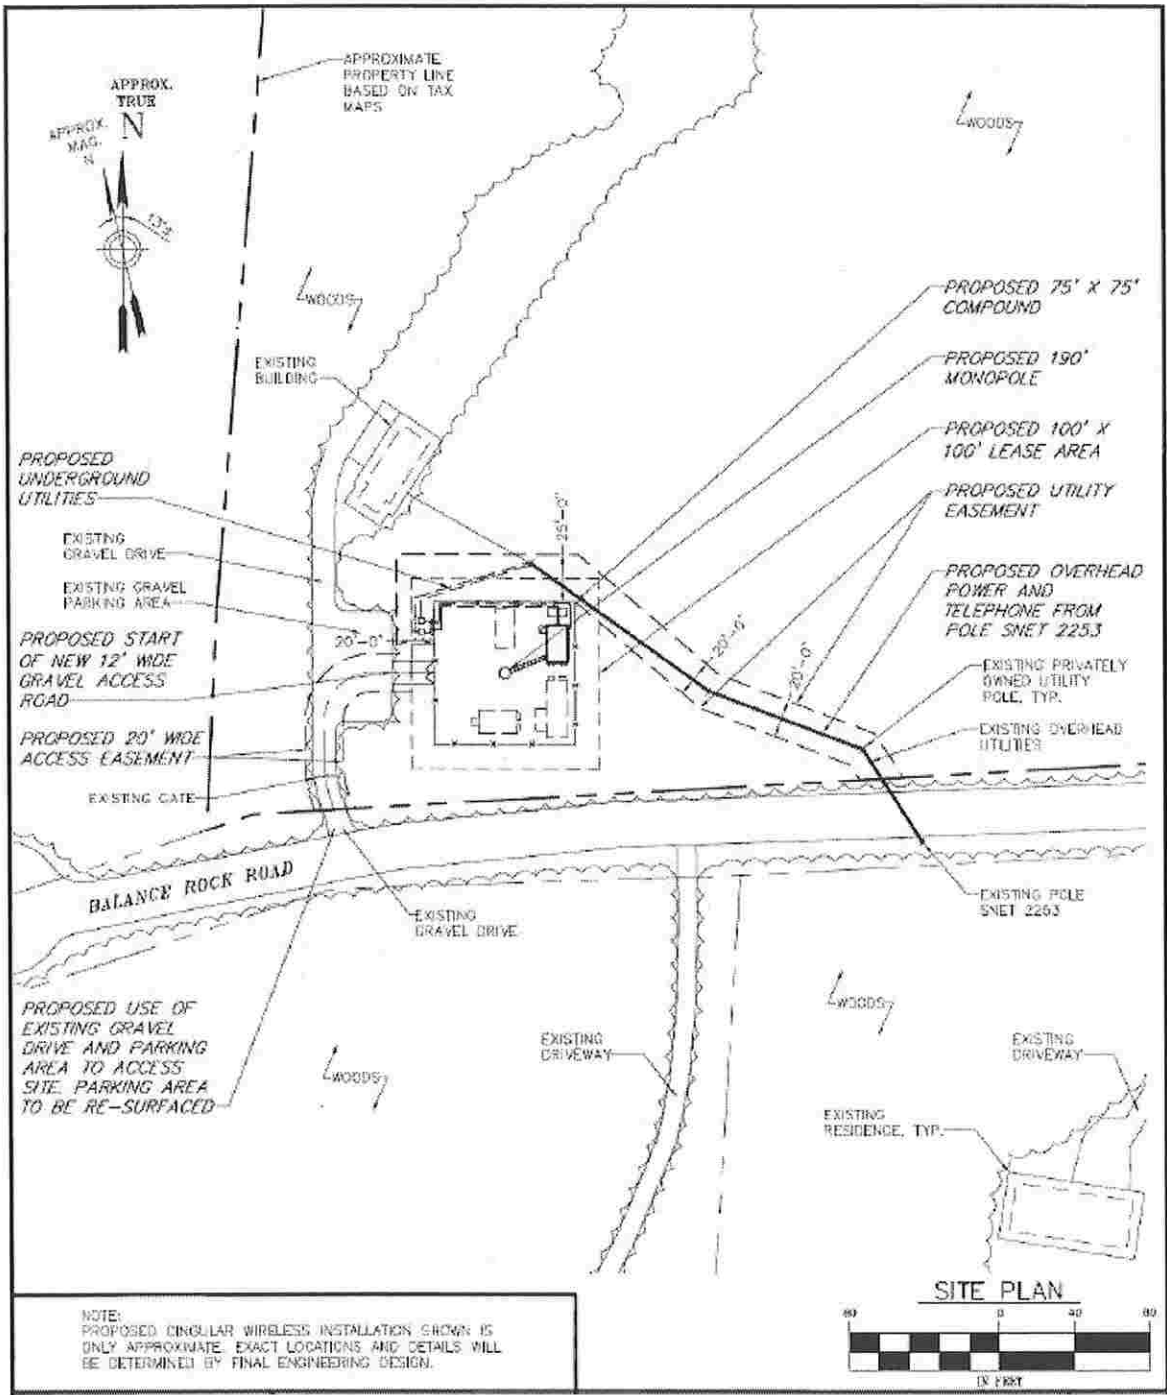 APPROXIMATE
PROPERTY LINE
BASED ON TAX
MAPS
APPROX.
TRUE
N
APPROX.
MAG.
N
WOODS
WOODS
PROPOSED 75' X 75'
COMPOUND
EXISTING
BUILDING
PROPOSED 190'
MONOPOLE
PROPOSED 100' X
100' LEASE AREA
PROPOSED
UNDERGROUND
UTILITIES
PROPOSED UTILITY
EASEMENT
25'-0"
EXISTING
GRAVEL DRIVE
EXISTING GRAVEL
PARKING AREA
PROPOSED OVERHEAD
POWER AND
TELEPHONE FROM
POLE SNET 2253
20'-0"
20'-0"
20'-0"
PROPOSED START
OF NEW 12' WIDE
GRAVEL ACCESS
ROAD
EXISTING PRIVATELY
OWNED UTILITY
POLE, TYP.
PROPOSED 20' WIDE
ACCESS EASEMENT
EXISTING OVERHEAD
UTILITIES
EXISTING GATE
BALANCE ROCK ROAD
EXISTING POLE
SNET 2263
EXISTING
GRAVEL DRIVE
PROPOSED USE OF
EXISTING GRAVEL
DRIVE AND PARKING
AREA TO ACCESS
SITE. PARKING AREA
TO BE RE-SURFACED
WOODS
WOODS
EXISTING
DRIVEWAY
EXISTING
DRIVEWAY
EXISTING
RESIDENCE, TYP.
SITE PLAN
80 0 40 80
IN FEET
NOTE:
PROPOSED CINGULAR WIRELESS INSTALLATION SHOWN IS
ONLY APPROXIMATE. EXACT LOCATIONS AND DETAILS WILL
BE DETERMINED BY FINAL ENGINEERING DESIGN.